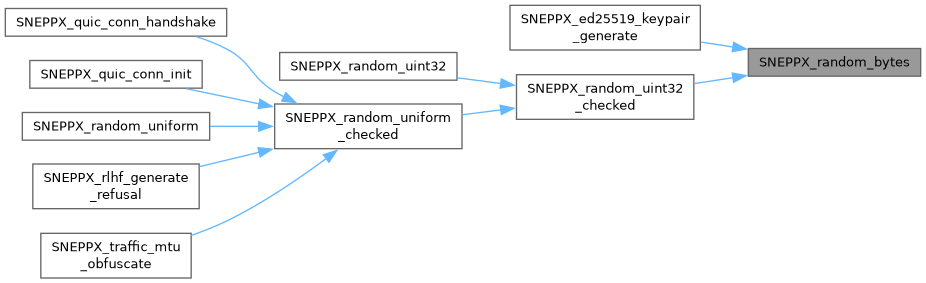 SNEPPX_quic_conn_handshake
SNEPPX_quic_conn_init
SNEPPX_random_uniform
SNEPPX_rlhf_generate
_refusal
SNEPPX_traffic_mtu
_obfuscate
SNEPPX_random_uint32
SNEPPX_random_uniform
_checked
SNEPPX_ed25519_keypair
_generate
SNEPPX_random_uint32
_checked
SNEPPX_random_bytes